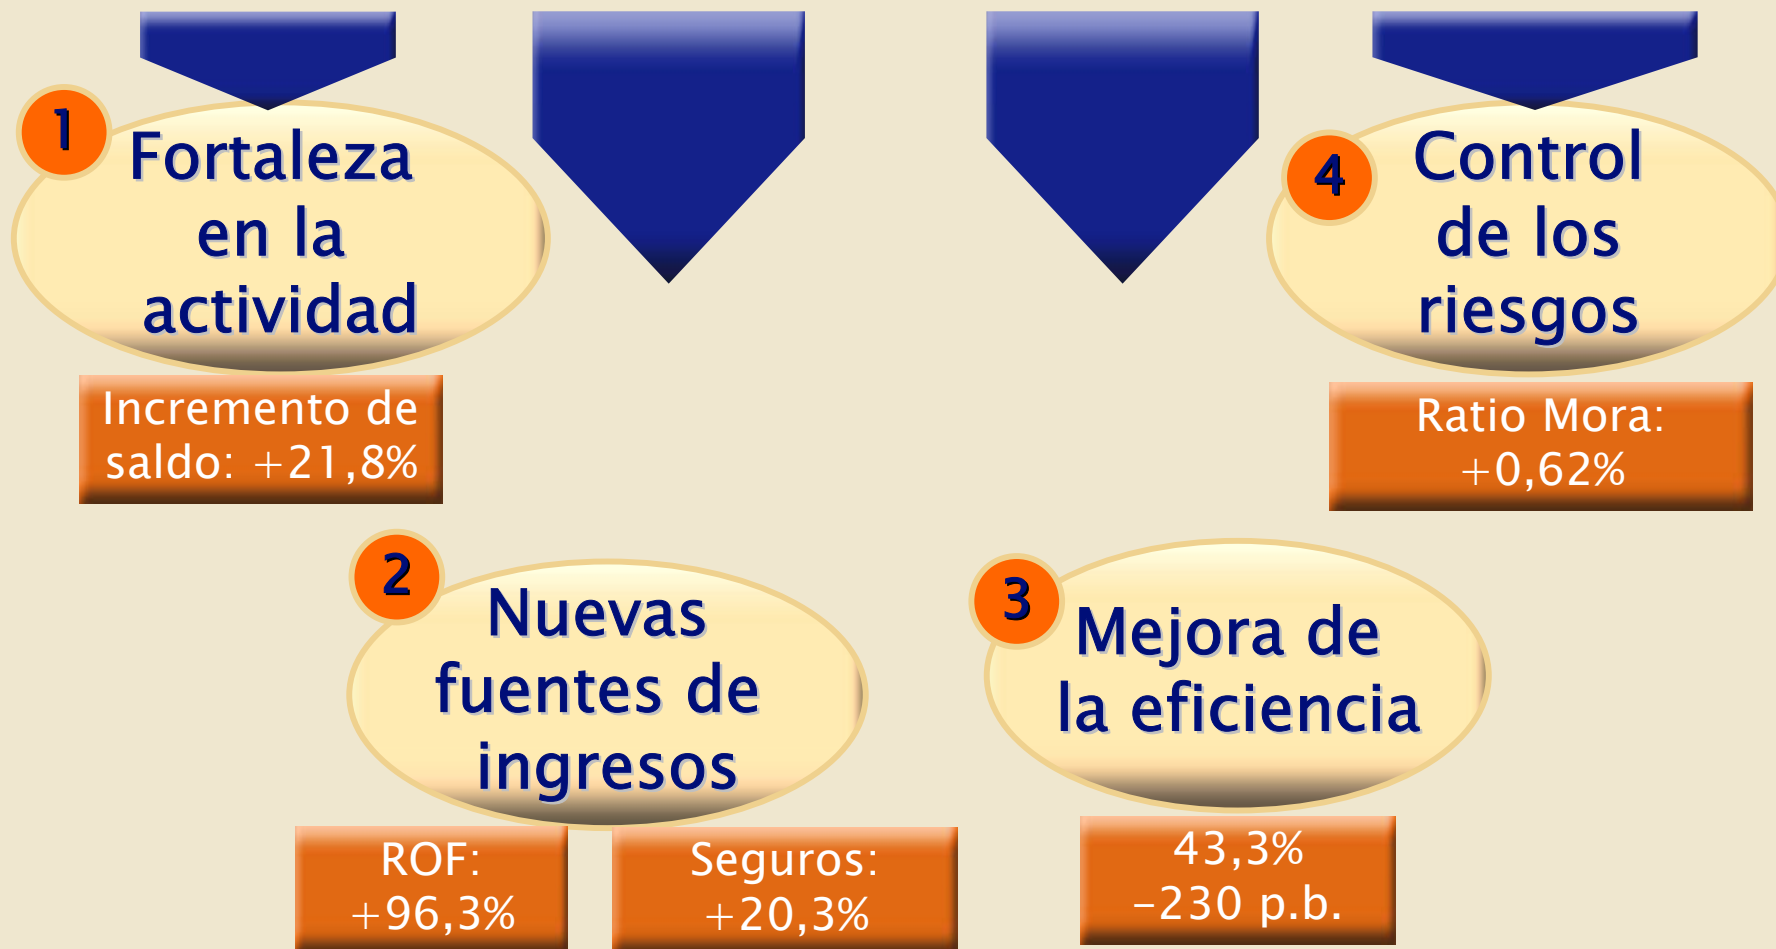 1
Fortaleza
en la
actividad
Incremento de
saldo: +21,8%
2
Nuevas
fuentes de
ingresos
ROF:
+96,3%
Seguros:
+20,3%
3
Mejora de
la eficiencia
43,3%
-230 p.b.
4
Control
de los
riesgos
Ratio Mora:
+0,62%